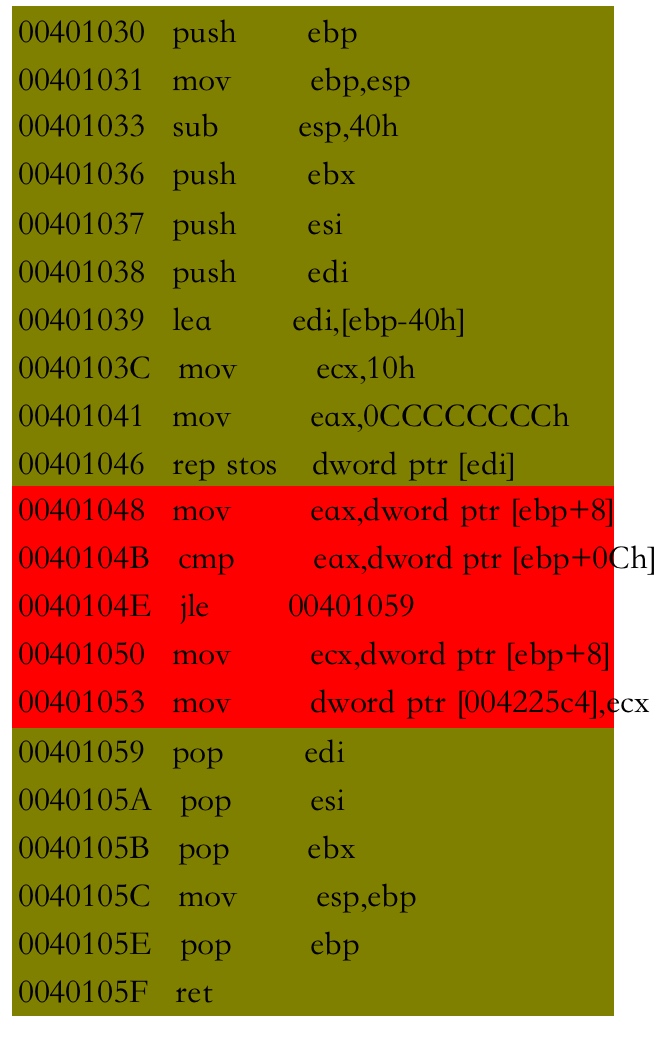 00401030 push ebp
00401031 mov ebp,esp
00401033 sub esp,40h
00401036 push ebx
00401037 push esi
00401038 push edi
00401039 lea edi,[ebp-40h]
0040103C mov ecx,10h
00401041 mov eax,0CCCCCCCCh
00401046 rep stos dword ptr [edi]
00401048 mov eax,dword ptr [ebp+8]
0040104B cmp eax,dword ptr [ebp+0Ch]
0040104E jle 00401059
00401050 mov ecx,dword ptr [ebp+8]
00401053 mov dword ptr [004225c4],ecx
00401059 pop edi
0040105A pop esi
0040105B pop ebx
0040105C mov esp,ebp
0040105E pop ebp
0040105F ret